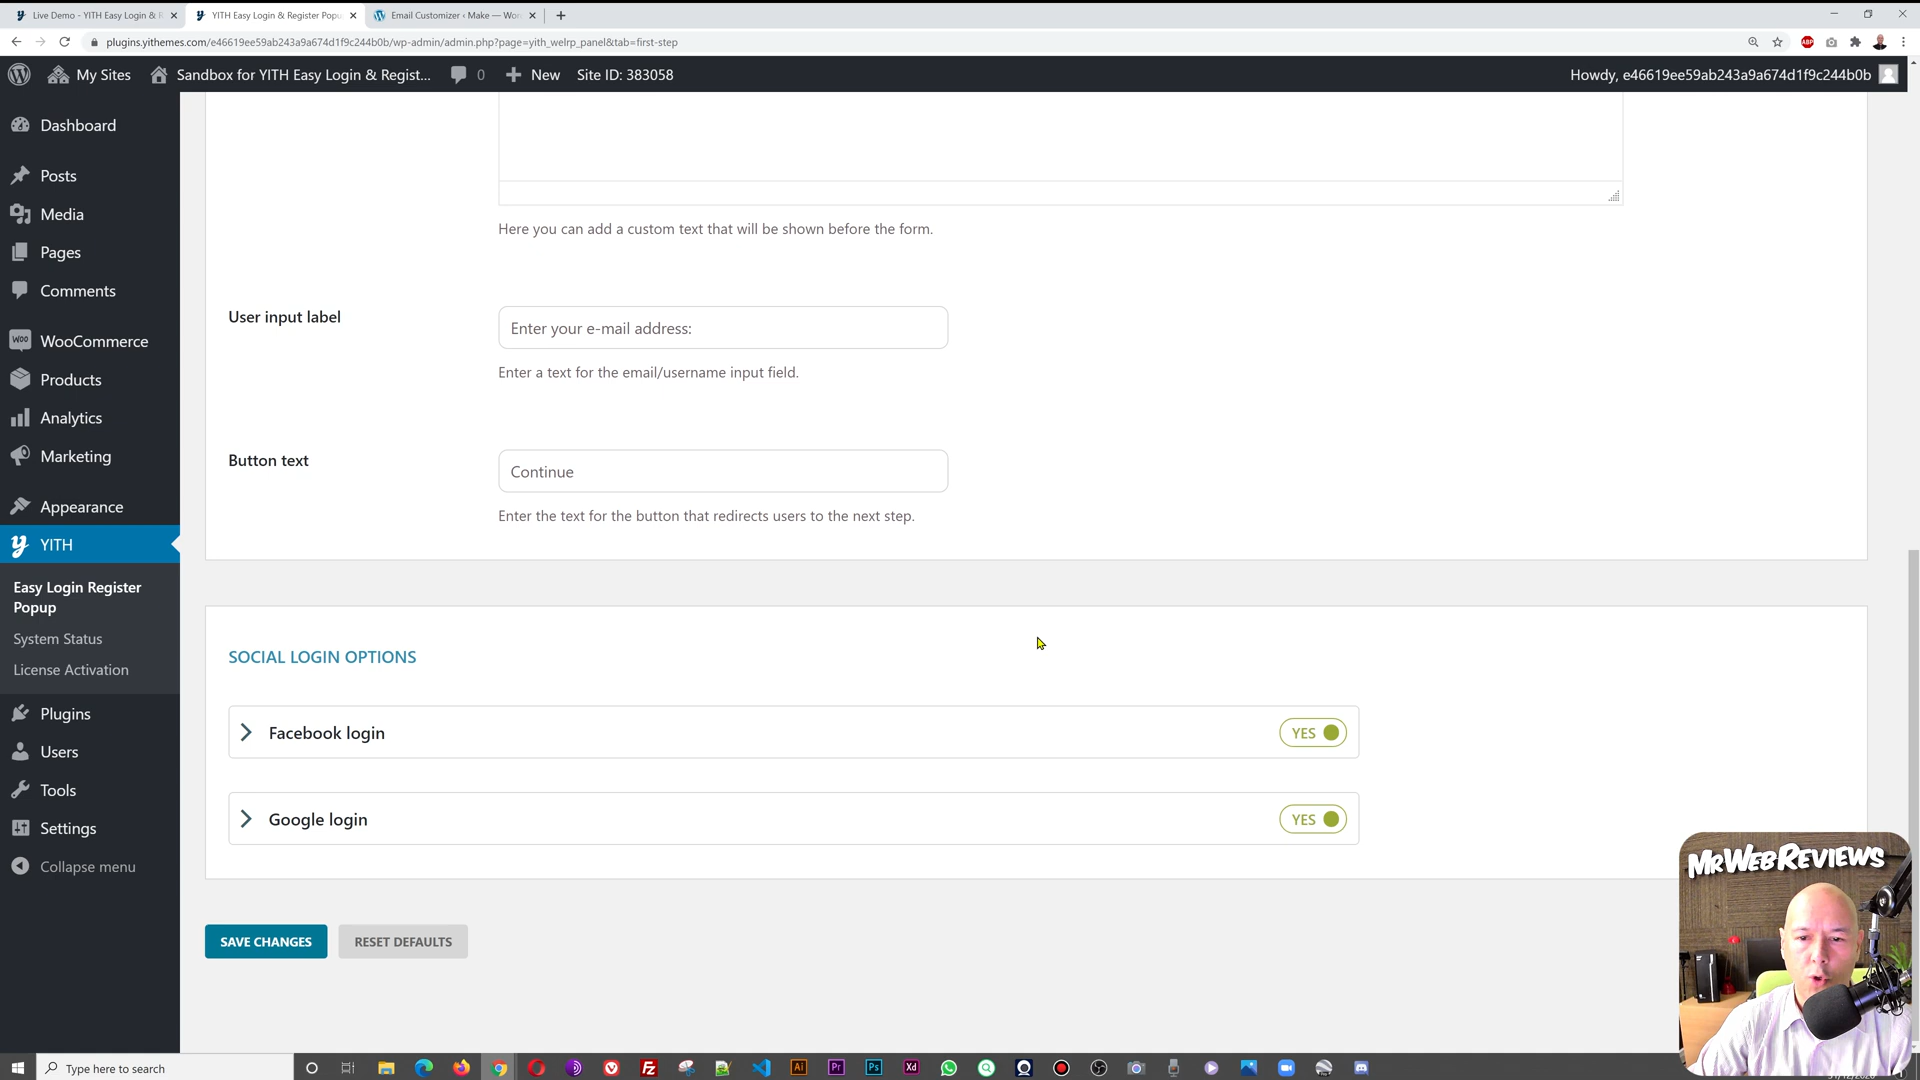 Live Demo - YITH Easy Login & R
YITH Easy Login & Register Popu
Email Customizer ‹ Make — Wor
plugins.yithemes.com/e46619ee59ab243a9a674d1f9c244b0b/wp-admin/admin.php?page=yith_welrp_panel&tab=first-step
ABP
My Sites
Sandbox for YITH Easy Login & Regist...
0
New
Site ID: 383058
Howdy, e46619ee59ab243a9a674d1f9c244b0b
Dashboard
Posts
Media
Pages
Comments
WooCommerce
Products
Analytics
Marketing
Appearance
YITH
Easy Login Register
Popup
System Status
License Activation
Plugins
Users
Tools
Settings
Collapse menu
Here you can add a custom text that will be shown before the form.
User input label
Enter your e-mail address:
Enter a text for the email/username input field.
Button text
Continue
Enter the text for the button that redirects users to the next step.
SOCIAL LOGIN OPTIONS
Facebook login
YES
Google login
YES
SAVE CHANGES
RESET DEFAULTS
MRWEBREVIEWS
Type here to search